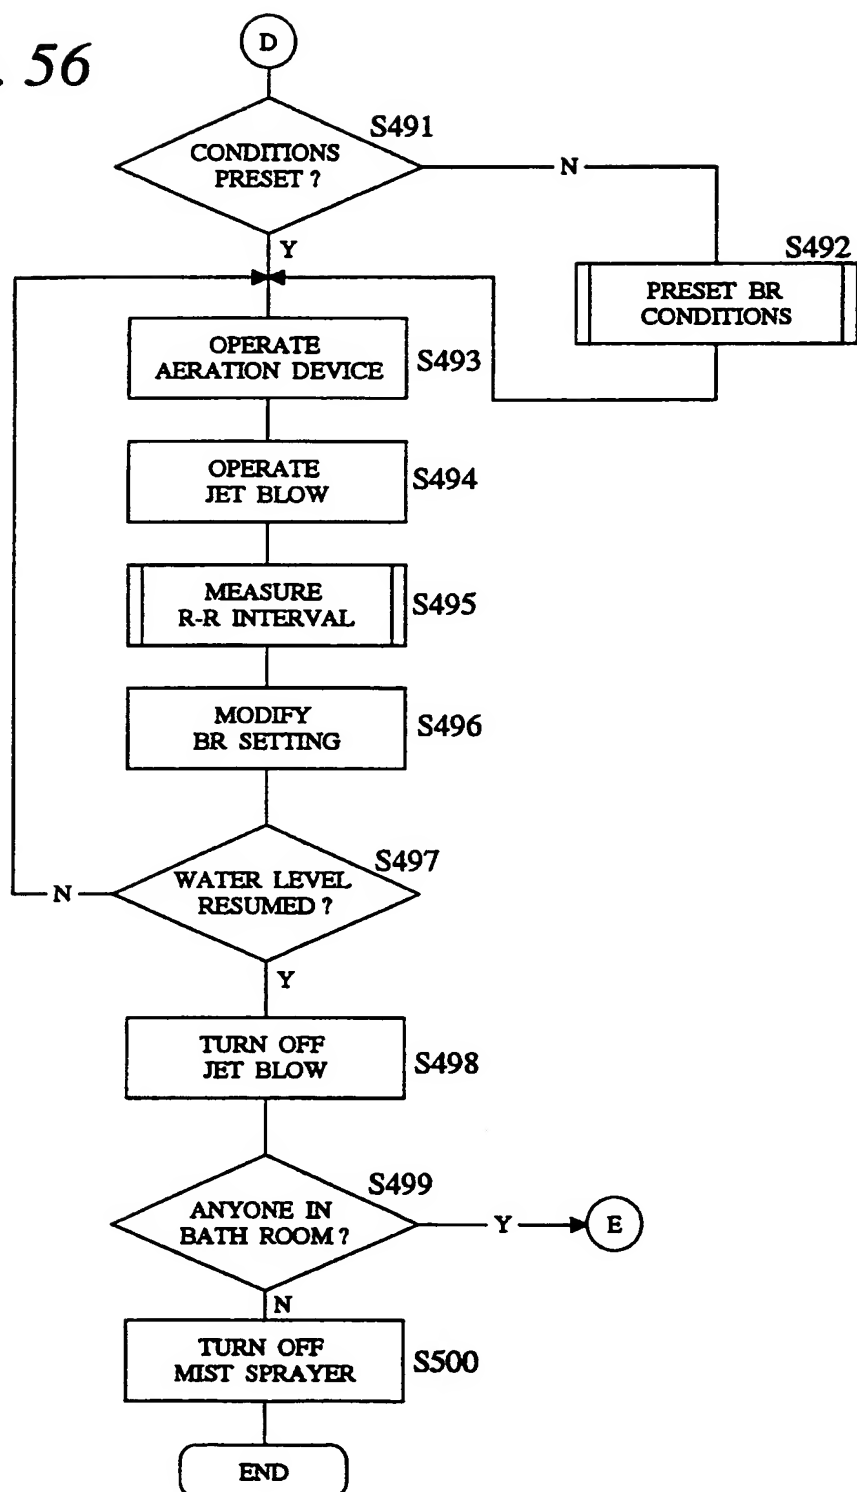 . 56
D
S491
CONDITIONS
PRESET ?
N
Y
S492
PRESET BR
CONDITIONS
OPERATE
AERATION DEVICE
S493
OPERATE
JET BLOW
S494
MEASURE
R-R INTERVAL
S495
MODIFY
BR SETTING
S496
S497
WATER LEVEL
RESUMED ?
N
Y
TURN OFF
JET BLOW
S498
S499
ANYONE IN
BATH ROOM ?
Y
E
N
TURN OFF
MIST SPRAYER
S500
END